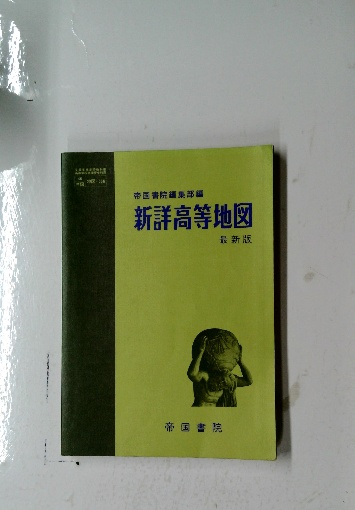 帝国書院編集部編
新詳高等地図
最新版
帝国書院